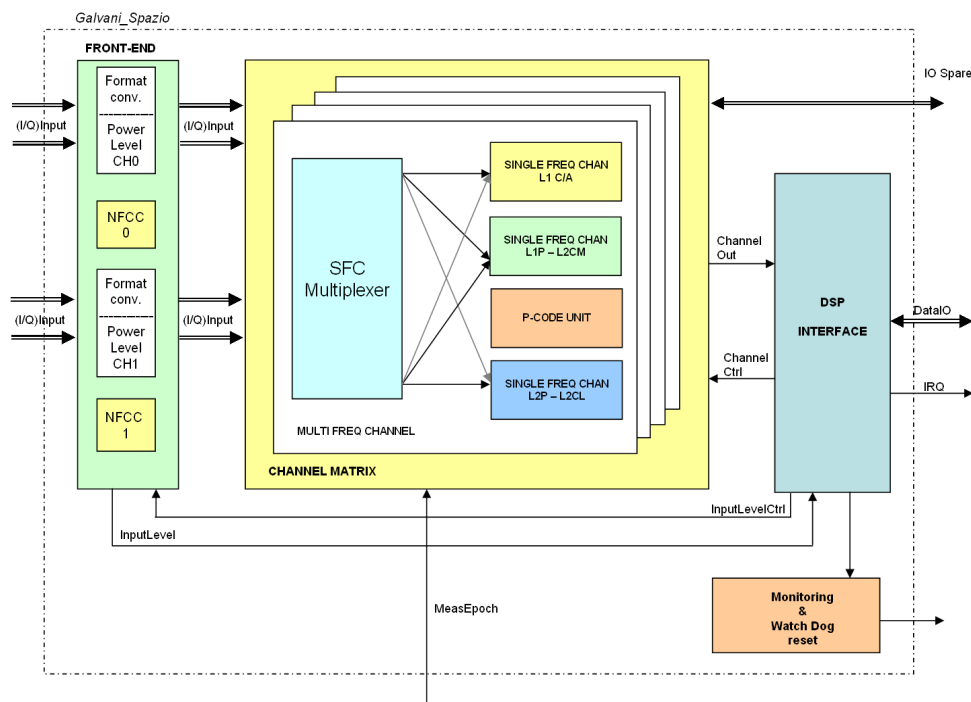 Galvani_Spazio
FRONT-END
Format
conv.
Power
Level
CH0
(I/Q)Input
(I/Q)Input
NFCC
0
Format
conv.
Power
Level
CH1
(I/Q)Input
(I/Q)Input
NFCC
1
SFC
Multiplexer
SINGLE FREQ CHAN
L1 C/A
SINGLE FREQ CHAN
L1P – L2CM
P-CODE UNIT
SINGLE FREQ CHAN
L2P – L2CL
MULTI FREQ CHANNEL
CHANNEL MATRIX
IO Spare
Channel
Out
Channel
Ctrl
DSP
INTERFACE
DataIO
IRQ
InputLevelCtrl
InputLevel
MeasEpoch
Monitoring
&
Watch Dog
reset